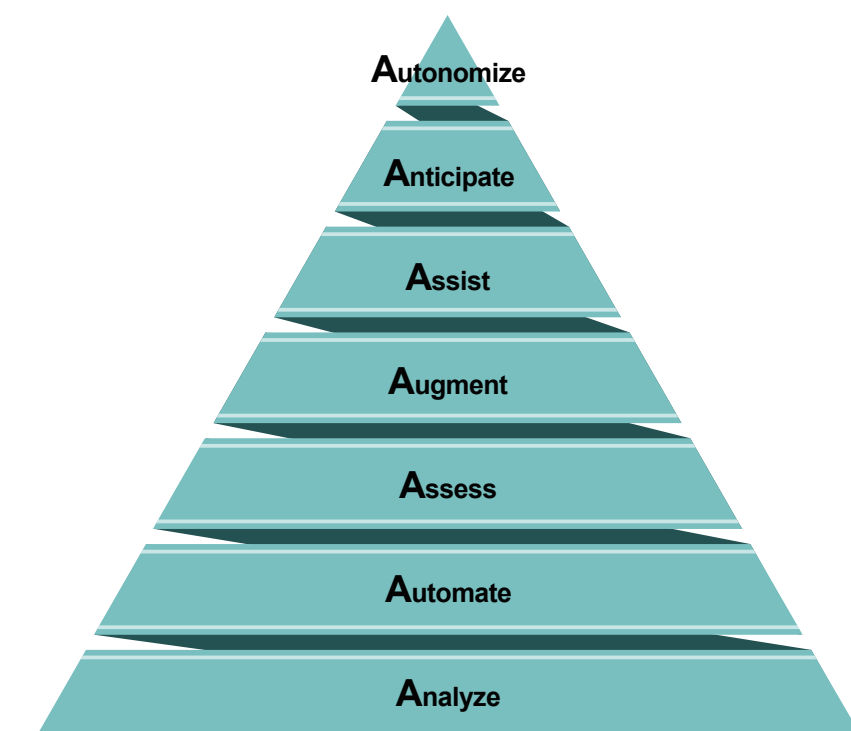 Autonomize
Anticipate
Assist
Augment
Assess
Automate
Analyze